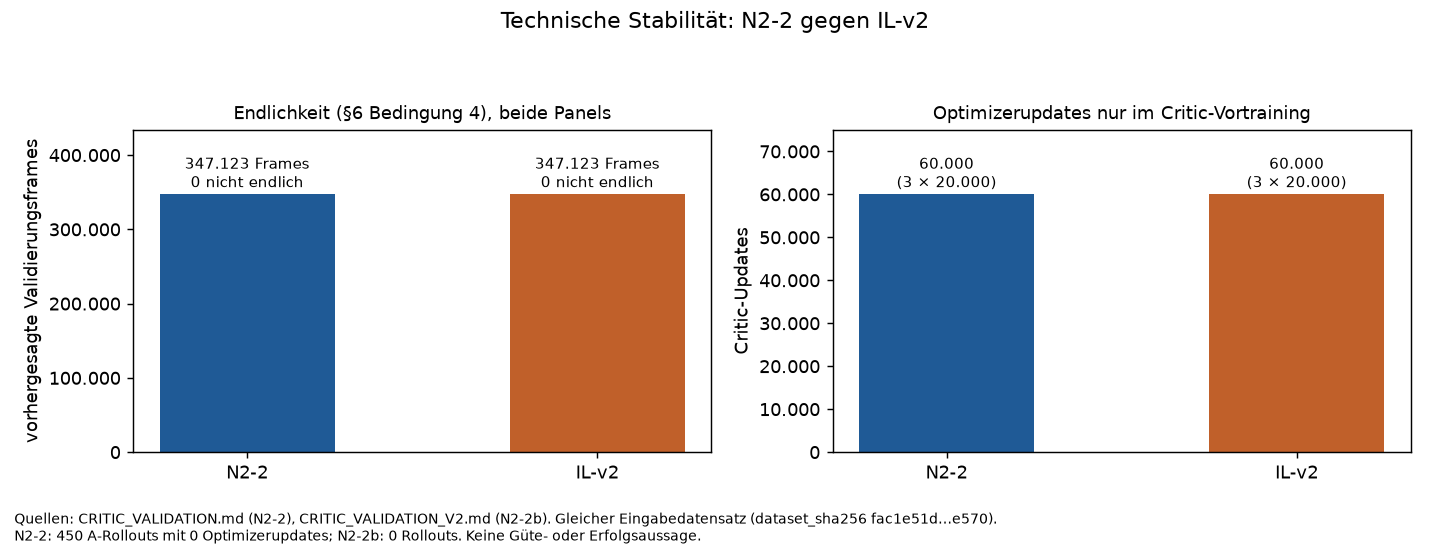 Technische Stabilität: N2-2 gegen IL-v2
Endlichkeit (§6 Bedingung 4), beide Panels
vorhergesagte Validierungsframes
400.000
300.000
200.000
100.000
0
347.123 Frames
0 nicht endlich
347.123 Frames
0 nicht endlich
N2-2
IL-v2
Optimizerupdates nur im Critic-Vortraining
Critic-Updates
70.000
60.000
50.000
40.000
30.000
20.000
10.000
0
60.000
(3 × 20.000)
60.000
(3 × 20.000)
N2-2
IL-v2
Quellen: CRITIC_VALIDATION.md (N2-2), CRITIC_VALIDATION_V2.md (N2-2b). Gleicher Eingabedatensatz (dataset_sha256 fac1e51d…e570).
N2-2: 450 A-Rollouts mit 0 Optimizerupdates; N2-2b: 0 Rollouts. Keine Güte- oder Erfolgsaussage.